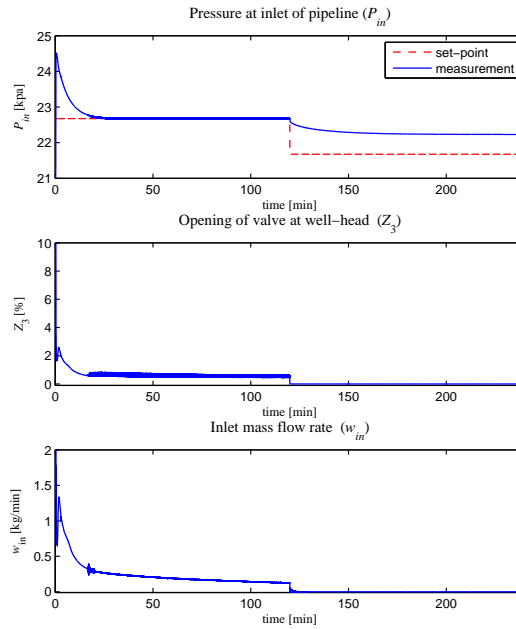 Pressure at inlet of pipeline (P_in)
25
24
23
22
21
P_in [kpa]
set-point
measurement
0 50 100 150 200
time [min]
Opening of valve at well-head (Z_3)
10
8
6
4
2
0
Z_3 [%]
0 50 100 150 200
time [min]
Inlet mass flow rate (w_in)
2
1.5
1
0.5
0
w_in [kg/min]
0 50 100 150 200
time [min]